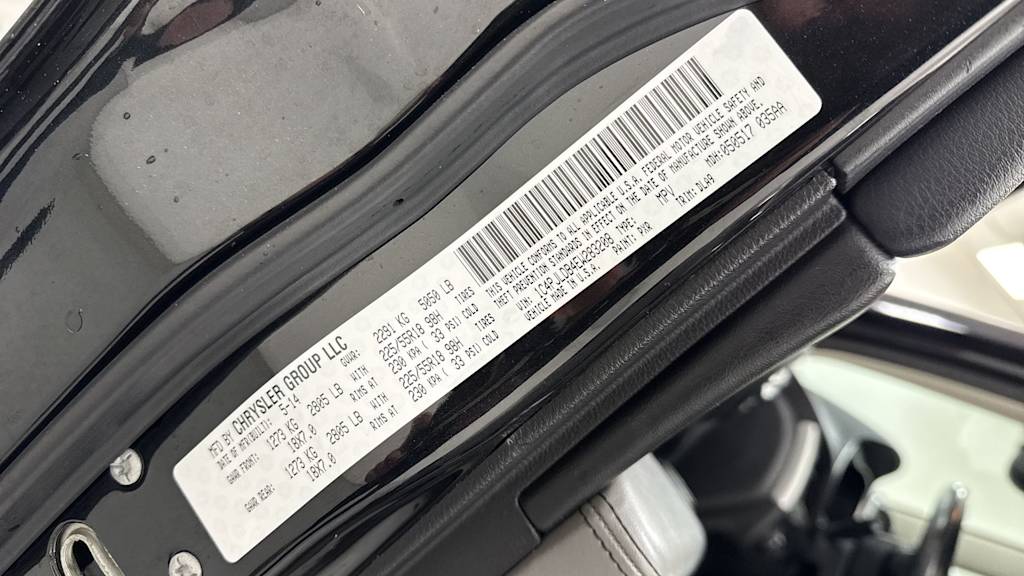 MFD BY CHRYSLER GROUP LLC
DATE OF MFR(BUILT): 5-14 GVWR: 2291 KG 5050 LB
GAWR FRONT: 1273 KG 2805 LB WITH 225/55R18 98H TIRES
18X7.0 RIMS AT 230 KPA ( 33 PSI) COLD
GAWR REAR: 1273 KG 2805 LB WITH 225/55R18 98H TIRES
18X7.0 RIMS AT 230 KPA ( 33 PSI) COLD
THIS VEHICLE CONFORMS TO ALL APPLICABLE U.S.A. FEDERAL MOTOR VEHICLE SAFETY AND
THEFT PREVENTION STANDARDS IN EFFECT ON THE DATE OF MANUFACTURE SHOWN ABOVE.
VIN: TYPE: MPV MDH:050517 035AA
VEHICLE MADE IN U.S.A. PAINT: PXR TRIM:DLA9